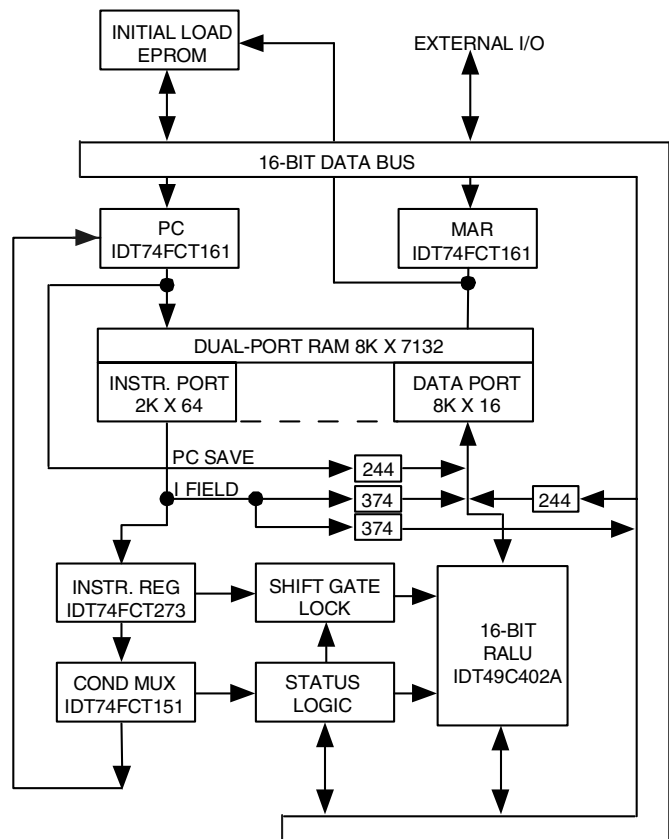 INITIAL LOAD
EPROM
EXTERNAL I/O
16-BIT DATA BUS
PC
IDT74FCT161
MAR
IDT74FCT161
DUAL-PORT RAM 8K X 7132
INSTR. PORT
2K X 64
DATA PORT
8K X 16
PC SAVE
244
I FIELD
374
244
374
INSTR. REG
IDT74FCT273
SHIFT GATE
LOCK
16-BIT
RALU
IDT49C402A
COND MUX
IDT74FCT151
STATUS
LOGIC